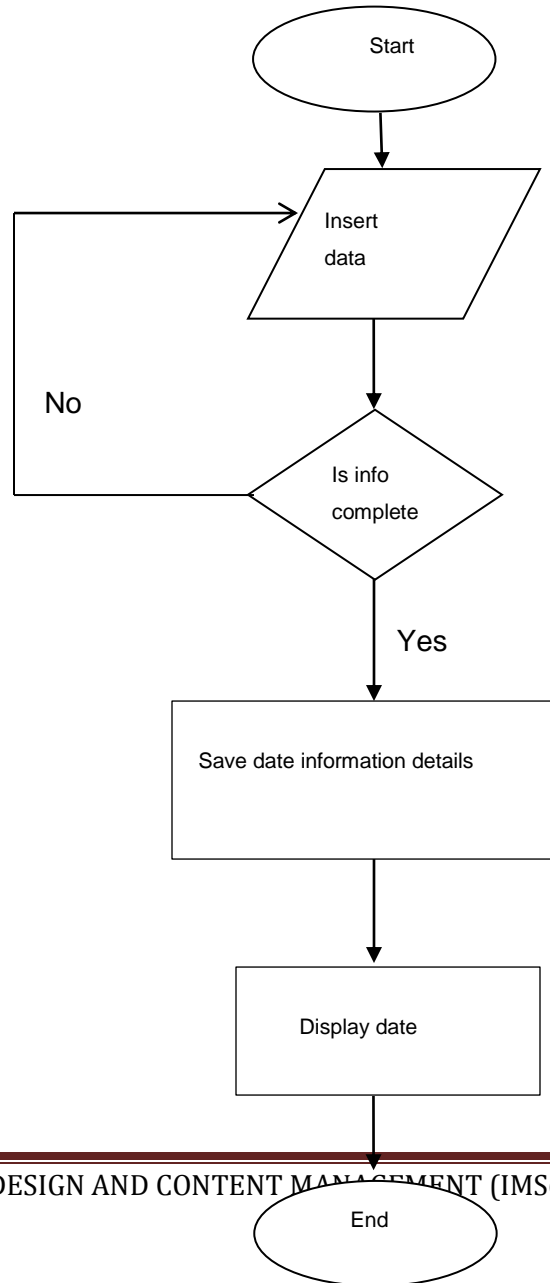 Start
Insert
data
No
Is info
complete
Yes
Save date information details
Display date
DESIGN AND CONTENT MANAGEMENT (IMS
End